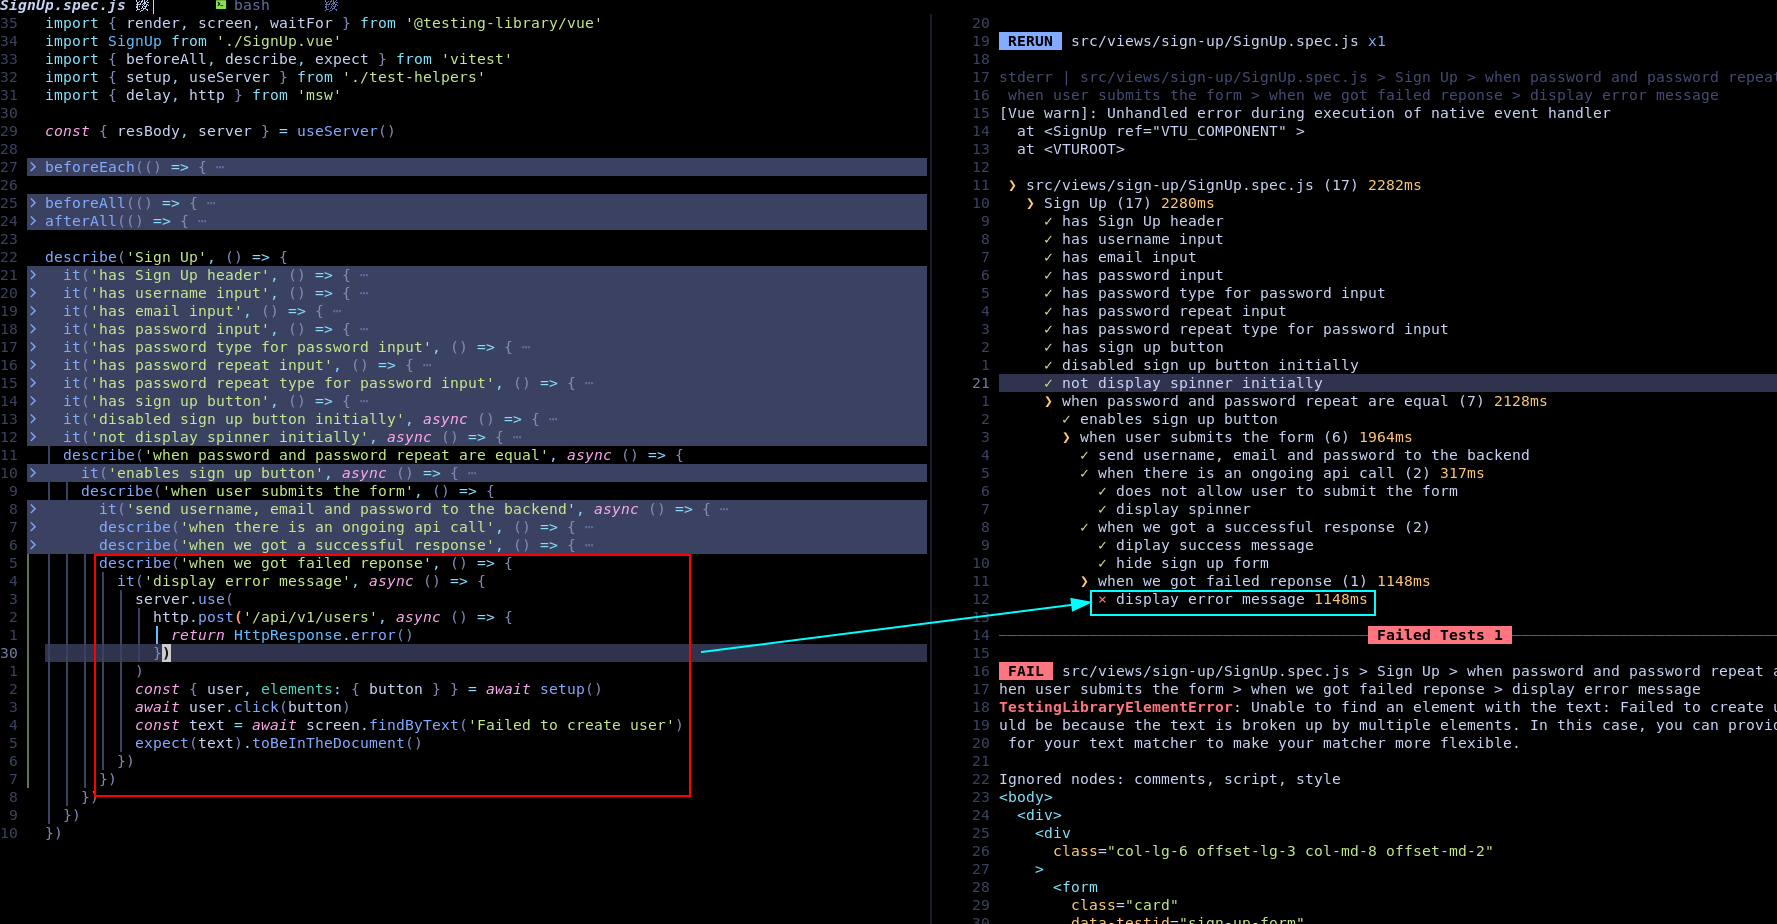 SignUp.spec.js
bash
35 import { render, screen, waitFor } from '@testing-library/vue'
34 import SignUp from './SignUp.vue'
33 import { beforeAll, describe, expect } from 'vitest'
32 import { setup, useServer } from './test-helpers'
31 import { delay, http } from 'msw'
30
29 const { resBody, server } = useServer()
28
27 > beforeEach(() => { ⋯
26
25 > beforeAll(() => { ⋯
24 > afterAll(() => { ⋯
23
22 describe('Sign Up', () => {
21 > it('has Sign Up header', () => { ⋯
20 > it('has username input', () => { ⋯
19 > it('has email input', () => { ⋯
18 > it('has password input', () => { ⋯
17 > it('has password type for password input', () => { ⋯
16 > it('has password repeat input', () => { ⋯
15 > it('has password repeat type for password input', () => { ⋯
14 > it('has sign up button', () => { ⋯
13 > it('disabled sign up button initially', async () => { ⋯
12 > it('not display spinner initially', async () => { ⋯
11 describe('when password and password repeat are equal', async () => {
10 > it('enables sign up button', async () => { ⋯
9 describe('when user submits the form', () => {
8 > it('send username, email and password to the backend', async () => { ⋯
7 > describe('when there is an ongoing api call', () => { ⋯
6 > describe('when we got a successful response', () => { ⋯
5 describe('when we got failed reponse', () => {
4 it('display error message', async () => {
3 server.use(
2 http.post('/api/v1/users', async () => {
1 return HttpResponse.error()
30 })
1 )
2 const { user, elements: { button } } = await setup()
3 await user.click(button)
4 const text = await screen.findByText('Failed to create user')
5 expect(text).toBeInTheDocument()
6 })
7 })
8 })
9 })
10 })
20
19 RERUN src/views/sign-up/SignUp.spec.js x1
18
17 stderr | src/views/sign-up/SignUp.spec.js > Sign Up > when password and password repeat
16 when user submits the form > when we got failed reponse > display error message
15 [Vue warn]: Unhandled error during execution of native event handler
14 at <SignUp ref="VTU_COMPONENT" >
13 at <VTUROOT>
12
11 ❯ src/views/sign-up/SignUp.spec.js (17) 2282ms
10 ❯ Sign Up (17) 2280ms
9 ✓ has Sign Up header
8 ✓ has username input
7 ✓ has email input
6 ✓ has password input
5 ✓ has password type for password input
4 ✓ has password repeat input
3 ✓ has password repeat type for password input
2 ✓ has sign up button
1 ✓ disabled sign up button initially
21 ✓ not display spinner initially
1 ❯ when password and password repeat are equal (7) 2128ms
2 ✓ enables sign up button
3 ❯ when user submits the form (6) 1964ms
4 ✓ send username, email and password to the backend
5 ✓ when there is an ongoing api call (2) 317ms
6 ✓ does not allow user to submit the form
7 ✓ display spinner
8 ✓ when we got a successful response (2)
9 ✓ diplay success message
10 ✓ hide sign up form
11 ❯ when we got failed reponse (1) 1148ms
12 × display error message 1148ms
13
14 Failed Tests 1
15
16 FAIL src/views/sign-up/SignUp.spec.js > Sign Up > when password and password repeat a
17 hen user submits the form > when we got failed reponse > display error message
18 TestingLibraryElementError: Unable to find an element with the text: Failed to create u
19 uld be because the text is broken up by multiple elements. In this case, you can provid
20 for your text matcher to make your matcher more flexible.
21
22 Ignored nodes: comments, script, style
23 <body>
24 <div>
25 <div
26 class="col-lg-6 offset-lg-3 col-md-8 offset-md-2"
27 >
28 <form
29 class="card"
30 data-testid="sign-up-form"